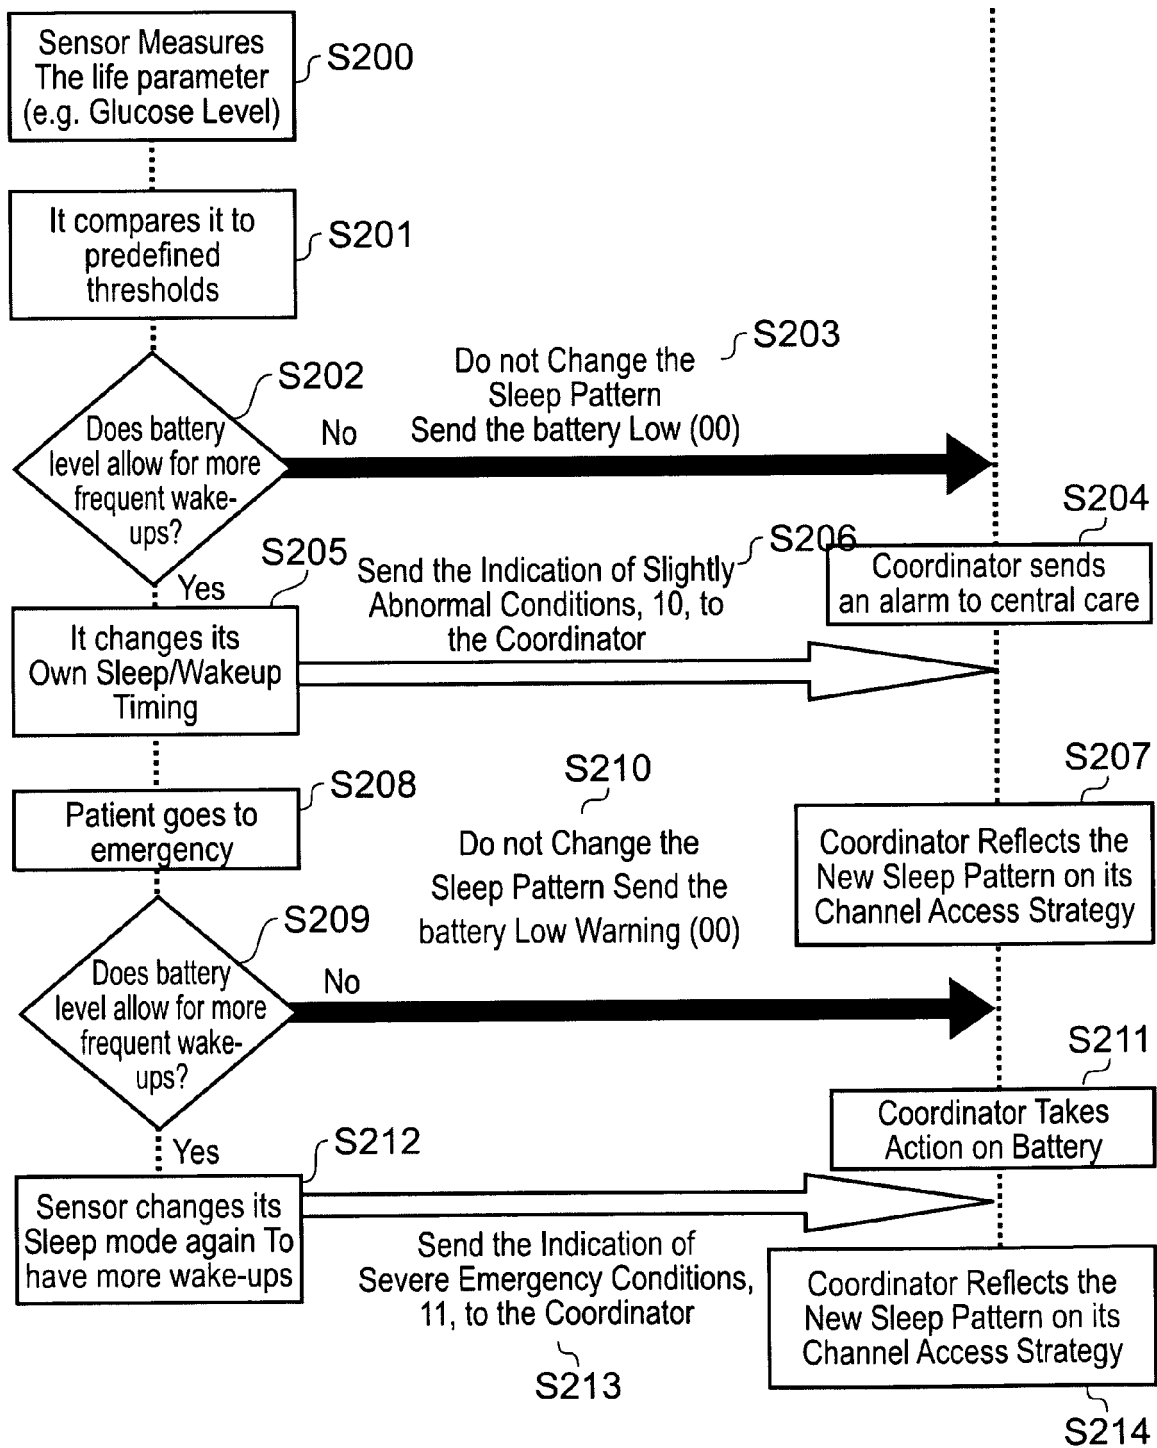 Sensor Measures
The life parameter
(e.g. Glucose Level)
S200
It compares it to
predefined
thresholds
S201
Does battery
level allow for more
frequent wake-
ups?
S202
No
Do not Change the
Sleep Pattern
Send the battery Low (00)
S203
S204
Coordinator sends
an alarm to central care
Yes
S205
It changes its
Own Sleep/Wakeup
Timing
S206
Send the Indication of Slightly
Abnormal Conditions, 10, to
the Coordinator
S207
Coordinator Reflects the
New Sleep Pattern on its
Channel Access Strategy
S208
Patient goes to
emergency
S209
Does battery
level allow for more
frequent wake-
ups?
No
S210
Do not Change the
Sleep Pattern Send the
battery Low Warning (00)
S211
Coordinator Takes
Action on Battery
Yes
S212
Sensor changes its
Sleep mode again To
have more wake-ups
Send the Indication of
Severe Emergency Conditions,
11, to the Coordinator
S213
Coordinator Reflects the
New Sleep Pattern on its
Channel Access Strategy
S214